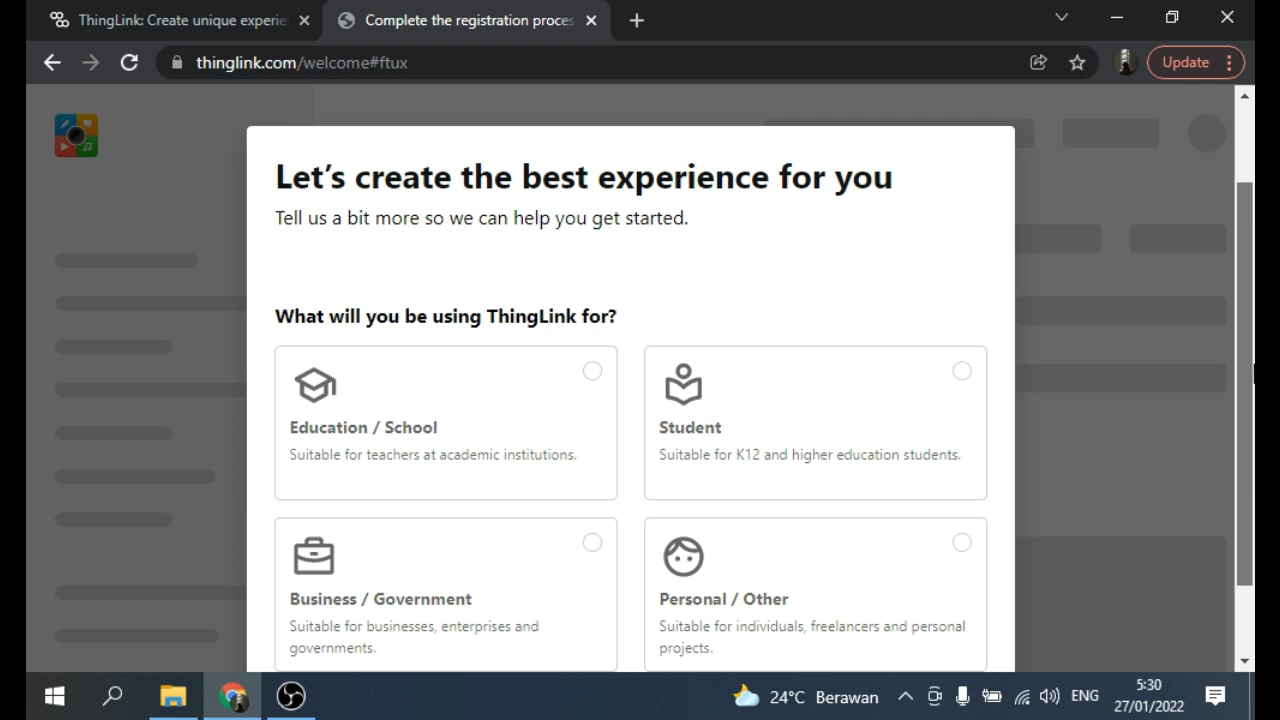 ThingLink: Create unique experie
Complete the registration proces
thinglink.com/welcome#ftux
Update
Let’s create the best experience for you
Tell us a bit more so we can help you get started.
What will you be using ThingLink for?
Education / School
Suitable for teachers at academic institutions.
Student
Suitable for K12 and higher education students.
Business / Government
Suitable for businesses, enterprises and
governments.
Personal / Other
Suitable for individuals, freelancers and personal
projects.
24°C Berawan
ENG
5:30
27/01/2022